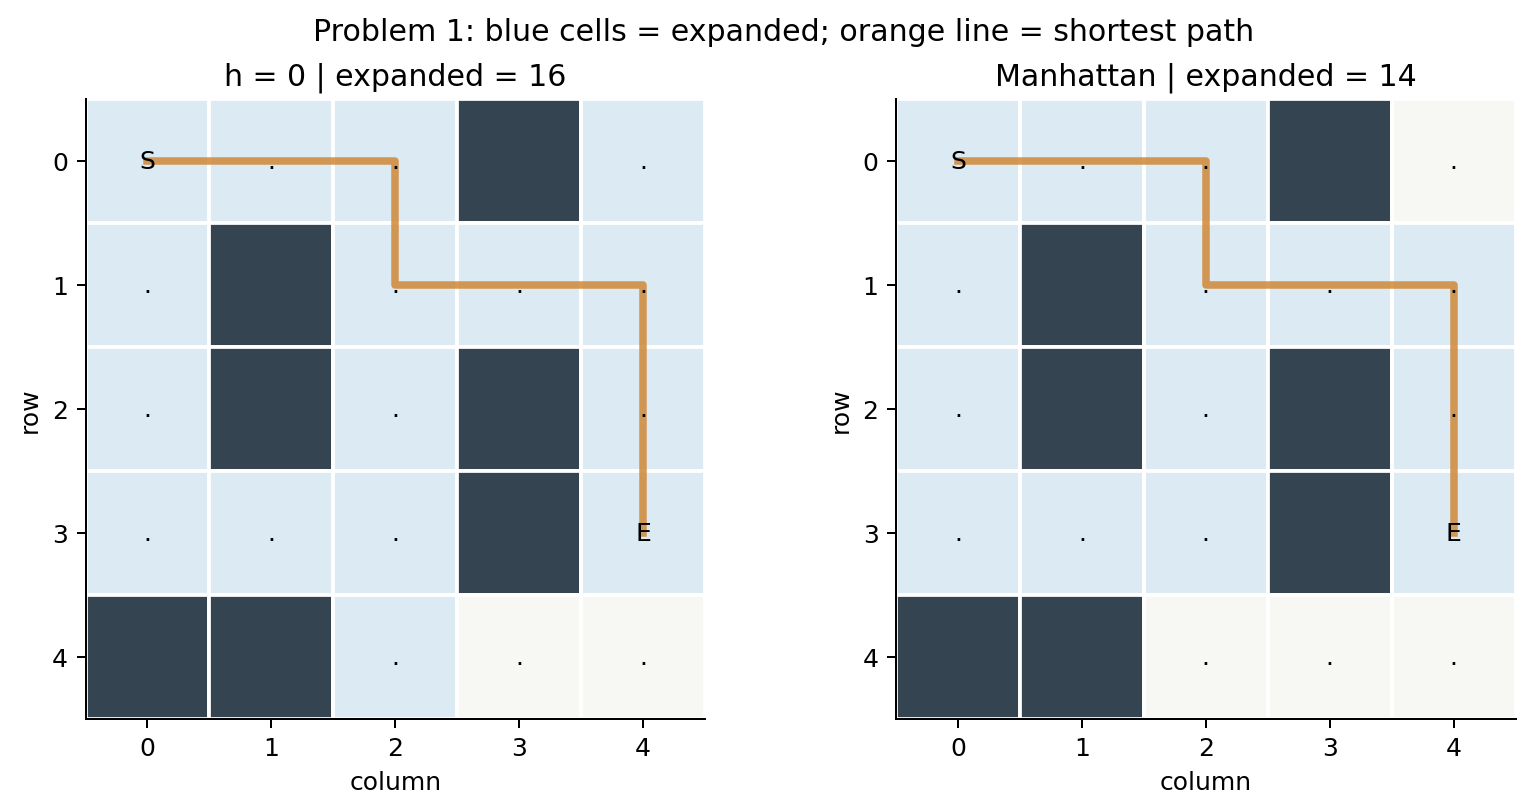 Problem 1: blue cells = expanded; orange line = shortest path
h = 0 | expanded = 16
S . . .
. . . .
. . .
. . . E
. . .
0
1
2
3
4
row
0 1 2 3 4
column
Manhattan | expanded = 14
S . . .
. . . .
. . .
. . . E
. . .
0
1
2
3
4
row
0 1 2 3 4
column